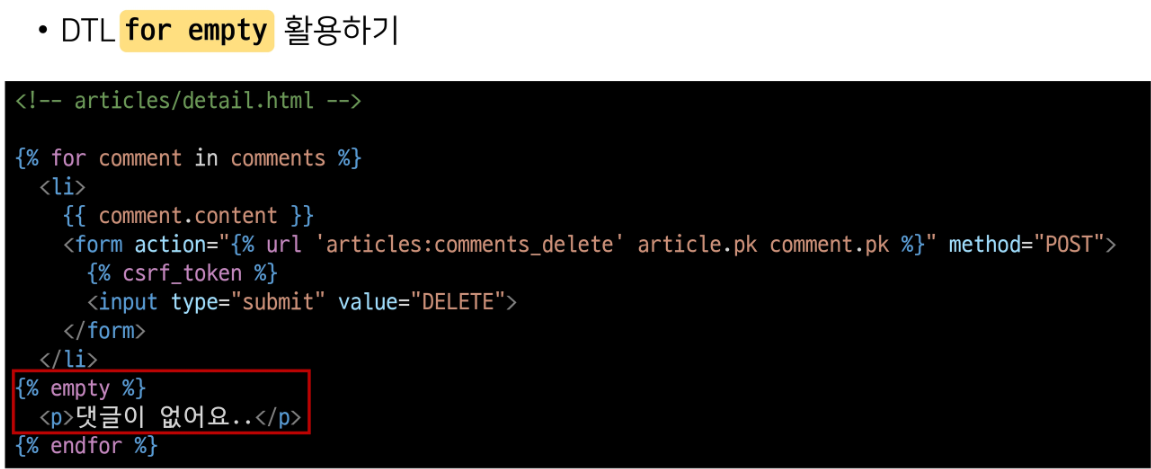 • DTL for empty 활용하기
<!-- articles/detail.html -->
{% for comment in comments %}
<li>
{{ comment.content }}
<form action="{% url 'articles:comments_delete' article.pk comment.pk %}" method="POST">
{% csrf_token %}
<input type="submit" value="DELETE">
</form>
</li>
{% empty %}
<p>댓글이 없어요..</p>
{% endfor %}